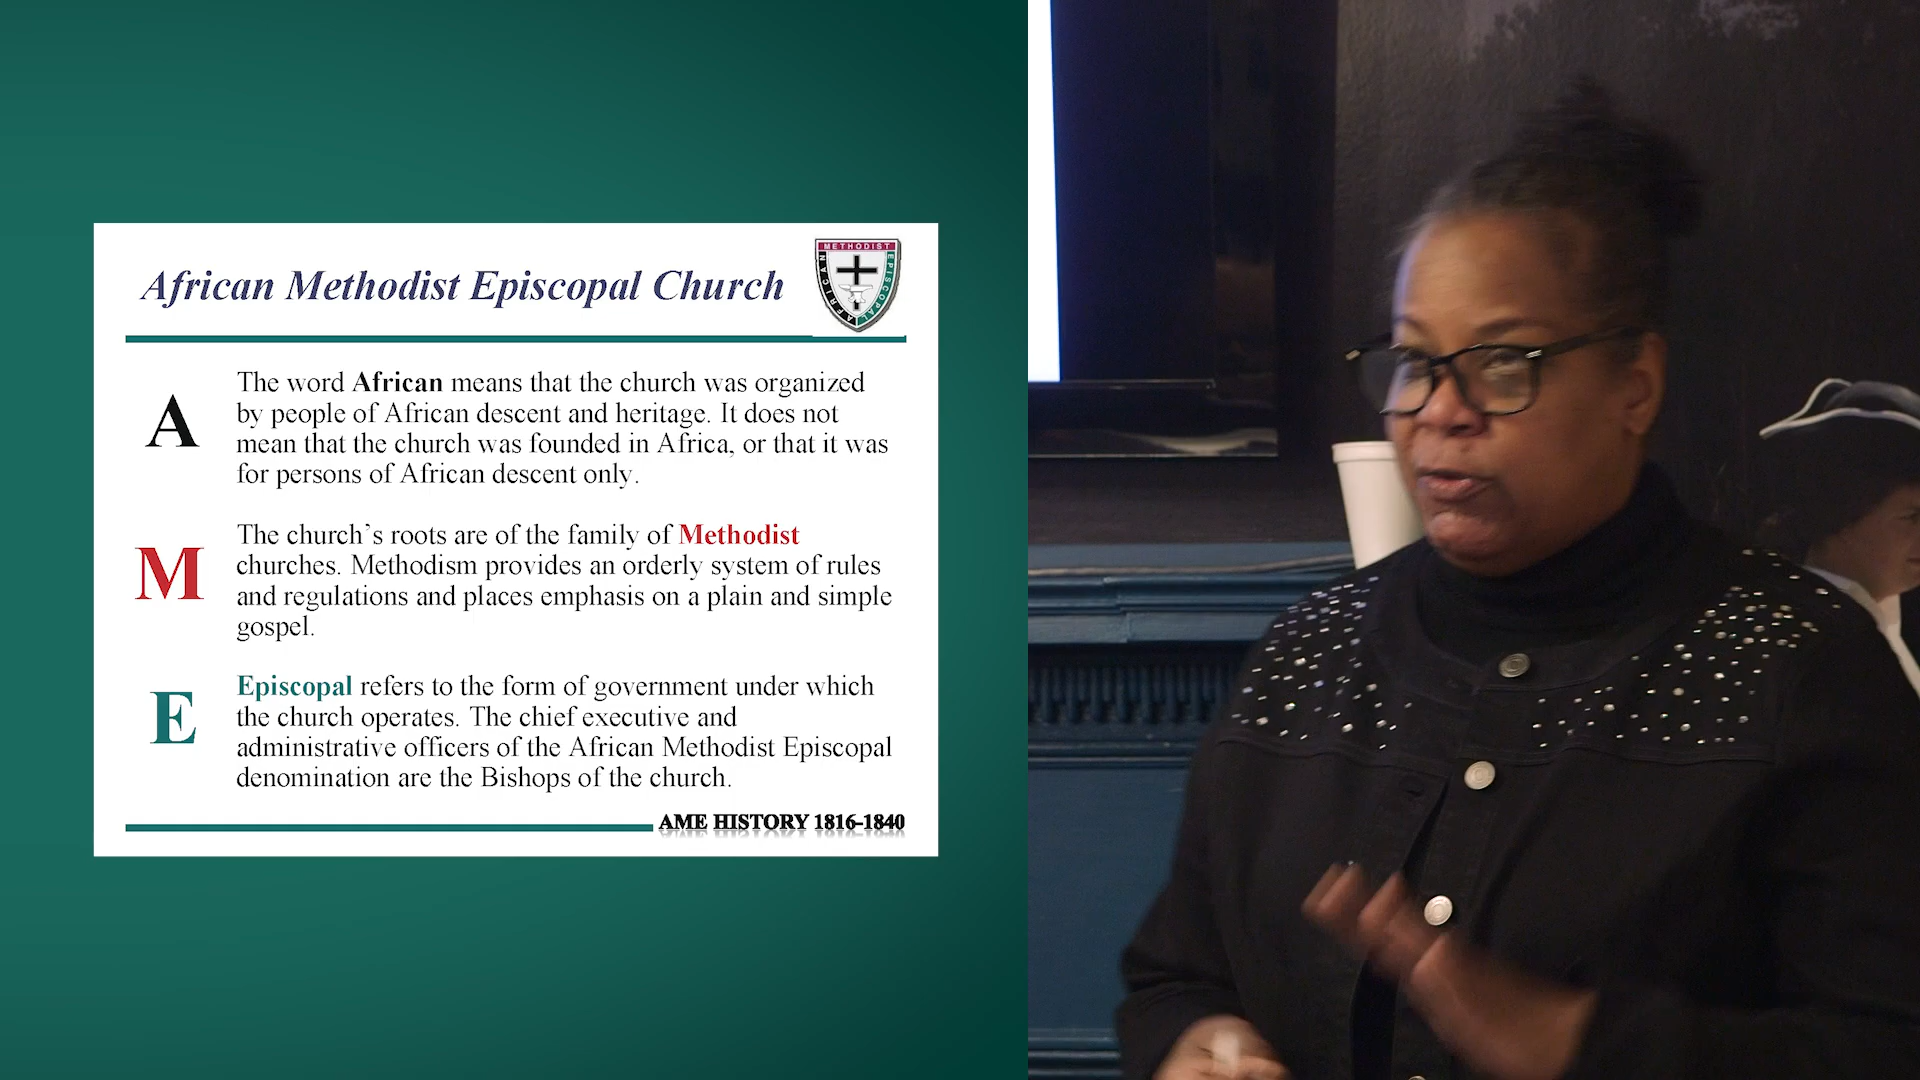 African Methodist Episcopal Church
METHODIST
AFRICAN
EPISCOPAL
A
The word African means that the church was organized
by people of African descent and heritage. It does not
mean that the church was founded in Africa, or that it was
for persons of African descent only.
M
The church’s roots are of the family of Methodist
churches. Methodism provides an orderly system of rules
and regulations and places emphasis on a plain and simple
gospel.
E
Episcopal refers to the form of government under which
the church operates. The chief executive and
administrative officers of the African Methodist Episcopal
denomination are the Bishops of the church.
AME HISTORY 1816-1840